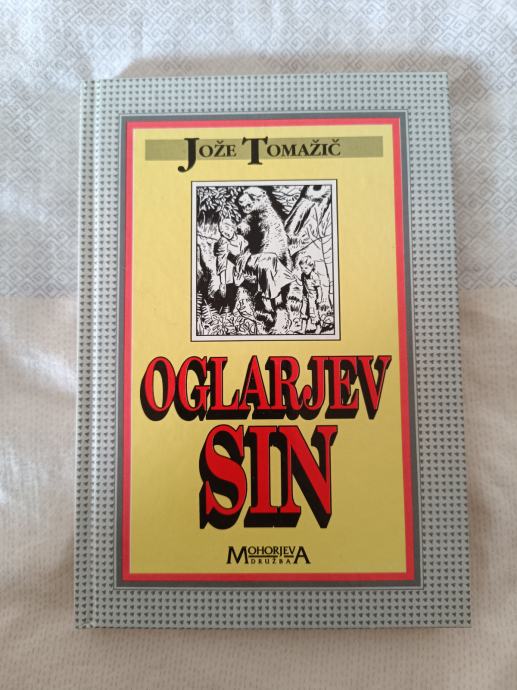 JOŽE TOMAŽIČ
OGLARJEV
SIN
MOHORJEVA
DRUŽBA